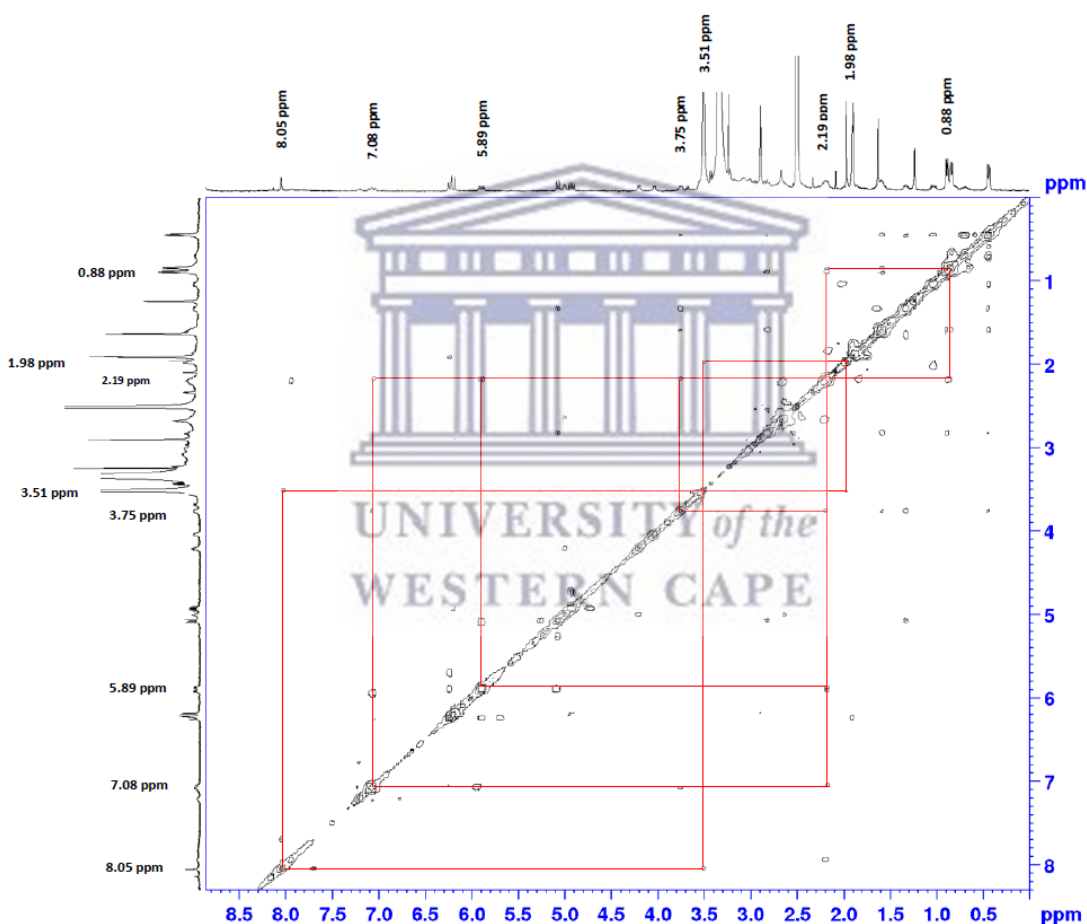 8.05 ppm
7.08 ppm
5.89 ppm
3.75 ppm
3.51 ppm
2.19 ppm
1.98 ppm
0.88 ppm
ppm
0.88 ppm
1
1.98 ppm
2
2.19 ppm
3
3.51 ppm
3.75 ppm
UNIVERSITY of the
4
WESTERN CAPE
5
5.89 ppm
6
7.08 ppm
7
8.05 ppm
8
8.5 8.0 7.5 7.0 6.5 6.0 5.5 5.0 4.5 4.0 3.5 3.0 2.5 2.0 1.5 1.0 0.5 ppm